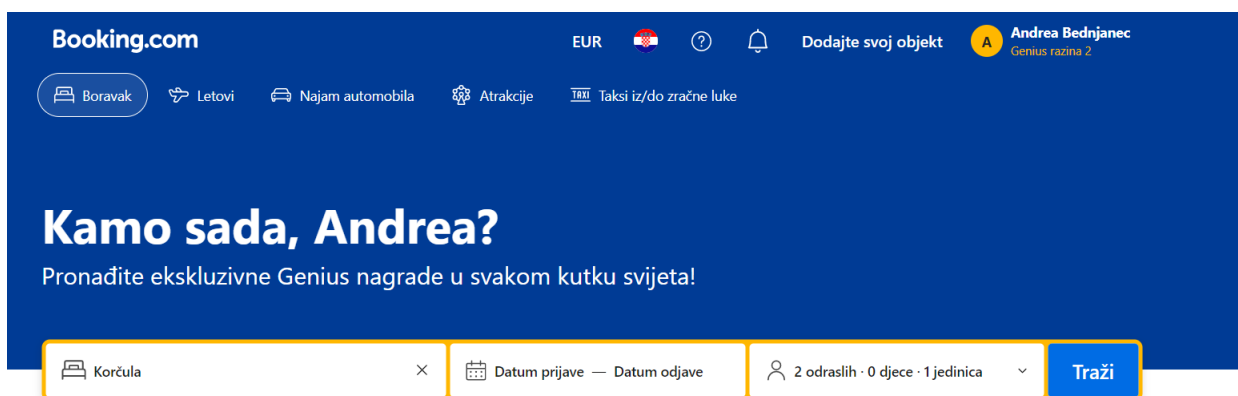 Booking.com
EUR
Dodajte svoj objekt
A
Andrea Bednjanec
Genius razina 2
Boravak
Letovi
Najam automobila
Atrakcije
TAXI
Taksi iz/do zračne luke
Kamo sada, Andrea?
Pronađite ekskluzivne Genius nagrade u svakom kutku svijeta!
Korčula
Datum prijave — Datum odjave
2 odraslih · 0 djece · 1 jedinica
Traži